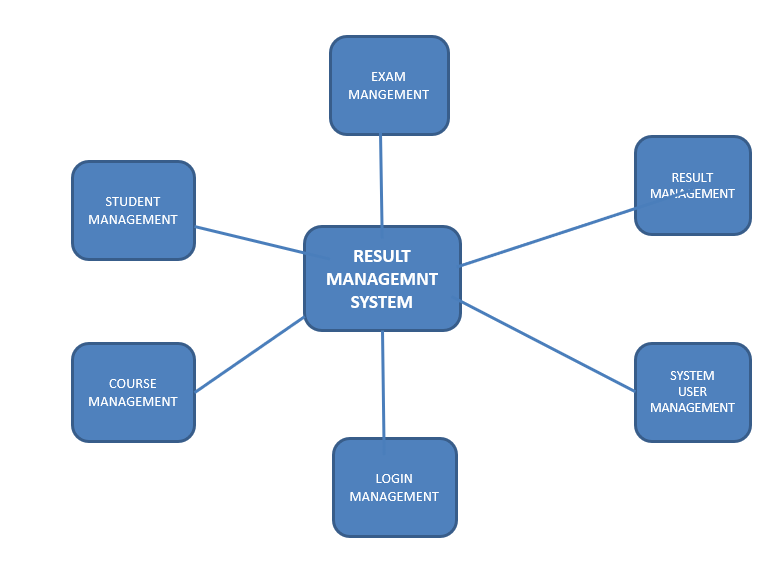 EXAM
MANGEMENT
RESULT
MANAGEMENT
STUDENT
MANAGEMENT
RESULT
MANAGEMNT
SYSTEM
COURSE
MANAGEMENT
SYSTEM
USER
MANAGEMENT
LOGIN
MANAGEMENT